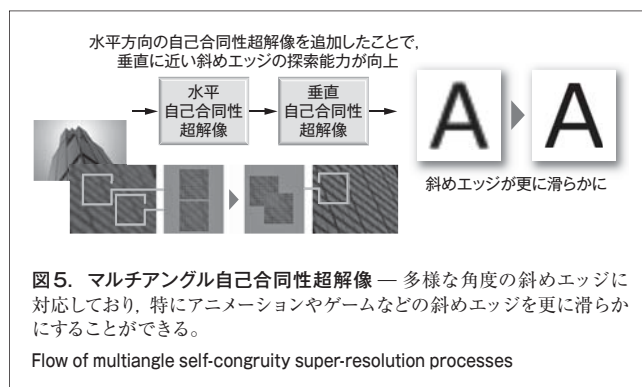 水平方向の自己合同性超解像を追加したことで,
垂直に近い斜めエッジの探索能力が向上
水平
自己合同性
超解像
垂直
自己合同性
超解像
A
A
斜めエッジが更に滑らかに
図5. マルチアングル自己合同性超解像 — 多様な角度の斜めエッジに
対応しており, 特にアニメーションやゲームなどの斜めエッジを更に滑らか
にすることができる。
Flow of multiangle self-congruity super-resolution processes